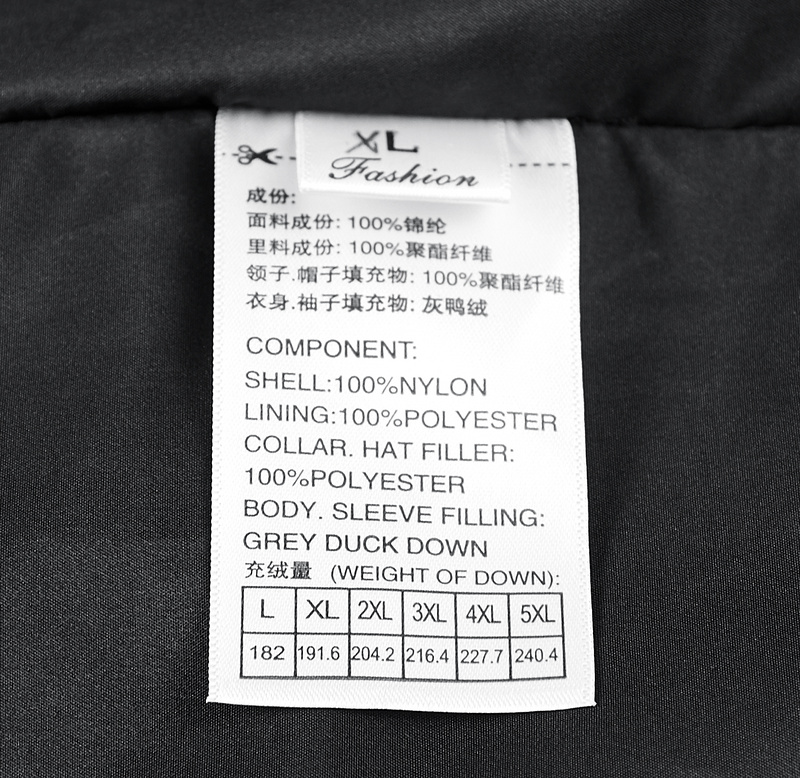 XL
Fashion
成份:
面料成份: 100%锦纶
里料成份: 100%聚酯纤维
领子.帽子填充物: 100%聚酯纤维
衣身.袖子填充物: 灰鸭绒
COMPONENT:
SHELL:100%NYLON
LINING:100%POLYESTER
COLLAR. HAT FILLER:
100%POLYESTER
BODY. SLEEVE FILLING:
GREY DUCK DOWN
充绒量 (WEIGHT OF DOWN):
L XL 2XL 3XL 4XL 5XL
182 191.6 204.2 216.4 227.7 240.4